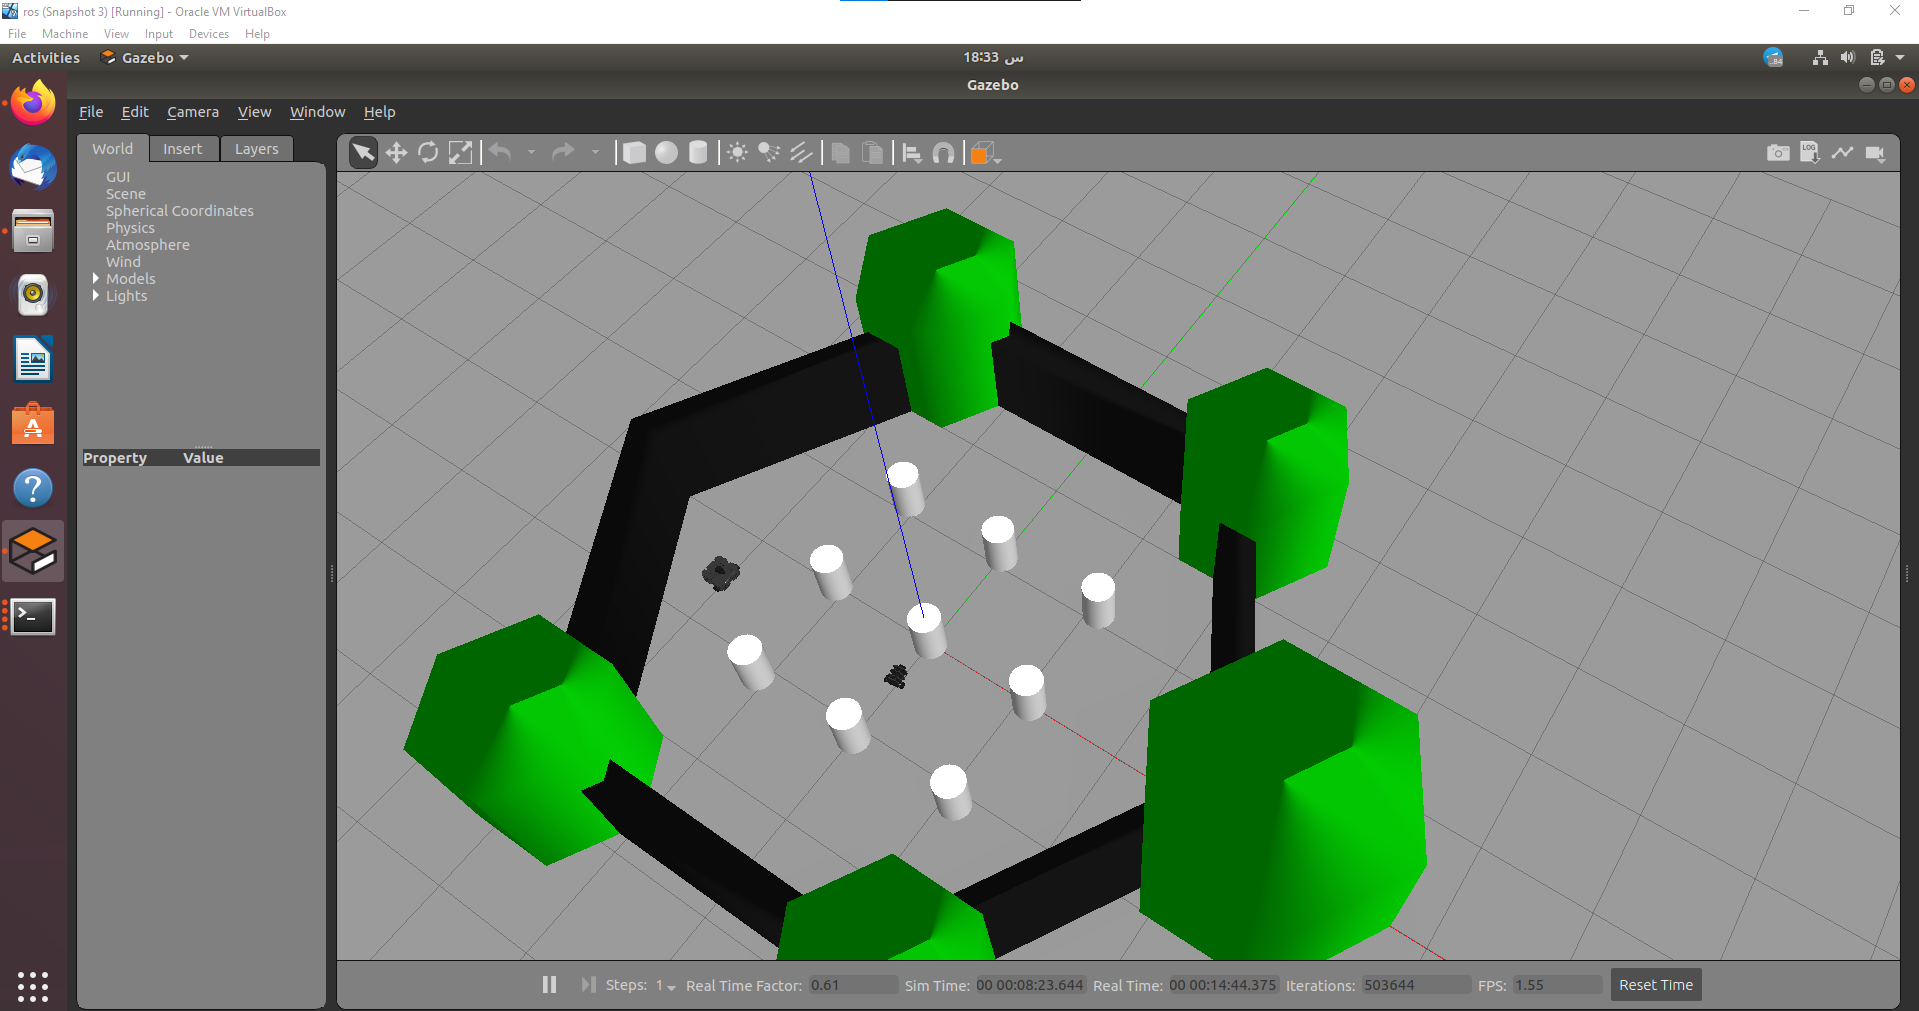 ros (Snapshot 3) [Running] - Oracle VM VirtualBox
File Machine View Input Devices Help
Activities Gazebo 18:33 س
Gazebo
File Edit Camera View Window Help
World Insert Layers
LOG
GUI
Scene
Spherical Coordinates
Physics
Atmosphere
Wind
Models
Lights
Property Value
Steps: 1 Real Time Factor: 0.61 Sim Time: 00 00:08:23.644 Real Time: 00 00:14:44.375 Iterations: 503644 FPS: 1.55 Reset Time